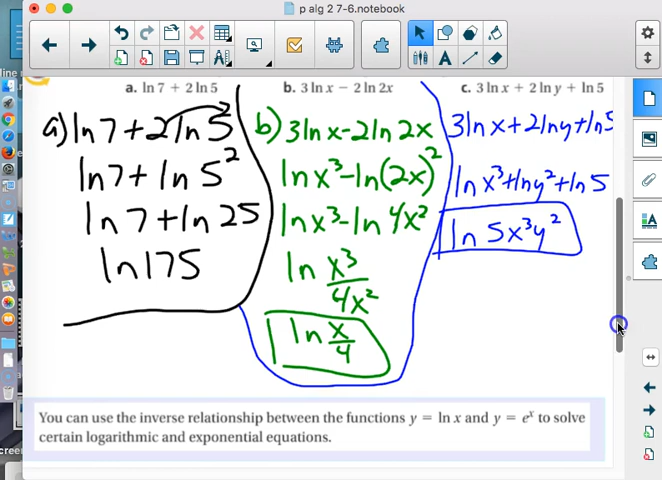 p alg 2 7-6.notebook
a. ln 7 + 2 ln 5
b. 3 ln x − 2 ln 2x
c. 3 ln x + 2 ln y + ln 5
a) ln 7 + 2 ln 5²
ln 7 + ln 5²
ln 7 + ln 25
ln 175
b) 3 ln x - 2 ln 2x
ln x³ - ln (2x)²
ln x³ - ln 4x²
ln x³/4x²
ln x/4
3 ln x + 2 ln y + ln 5
ln x³ + ln y² + ln 5
ln 5x³y²
You can use the inverse relationship between the functions y = ln x and y = eˣ to solve
certain logarithmic and exponential equations.